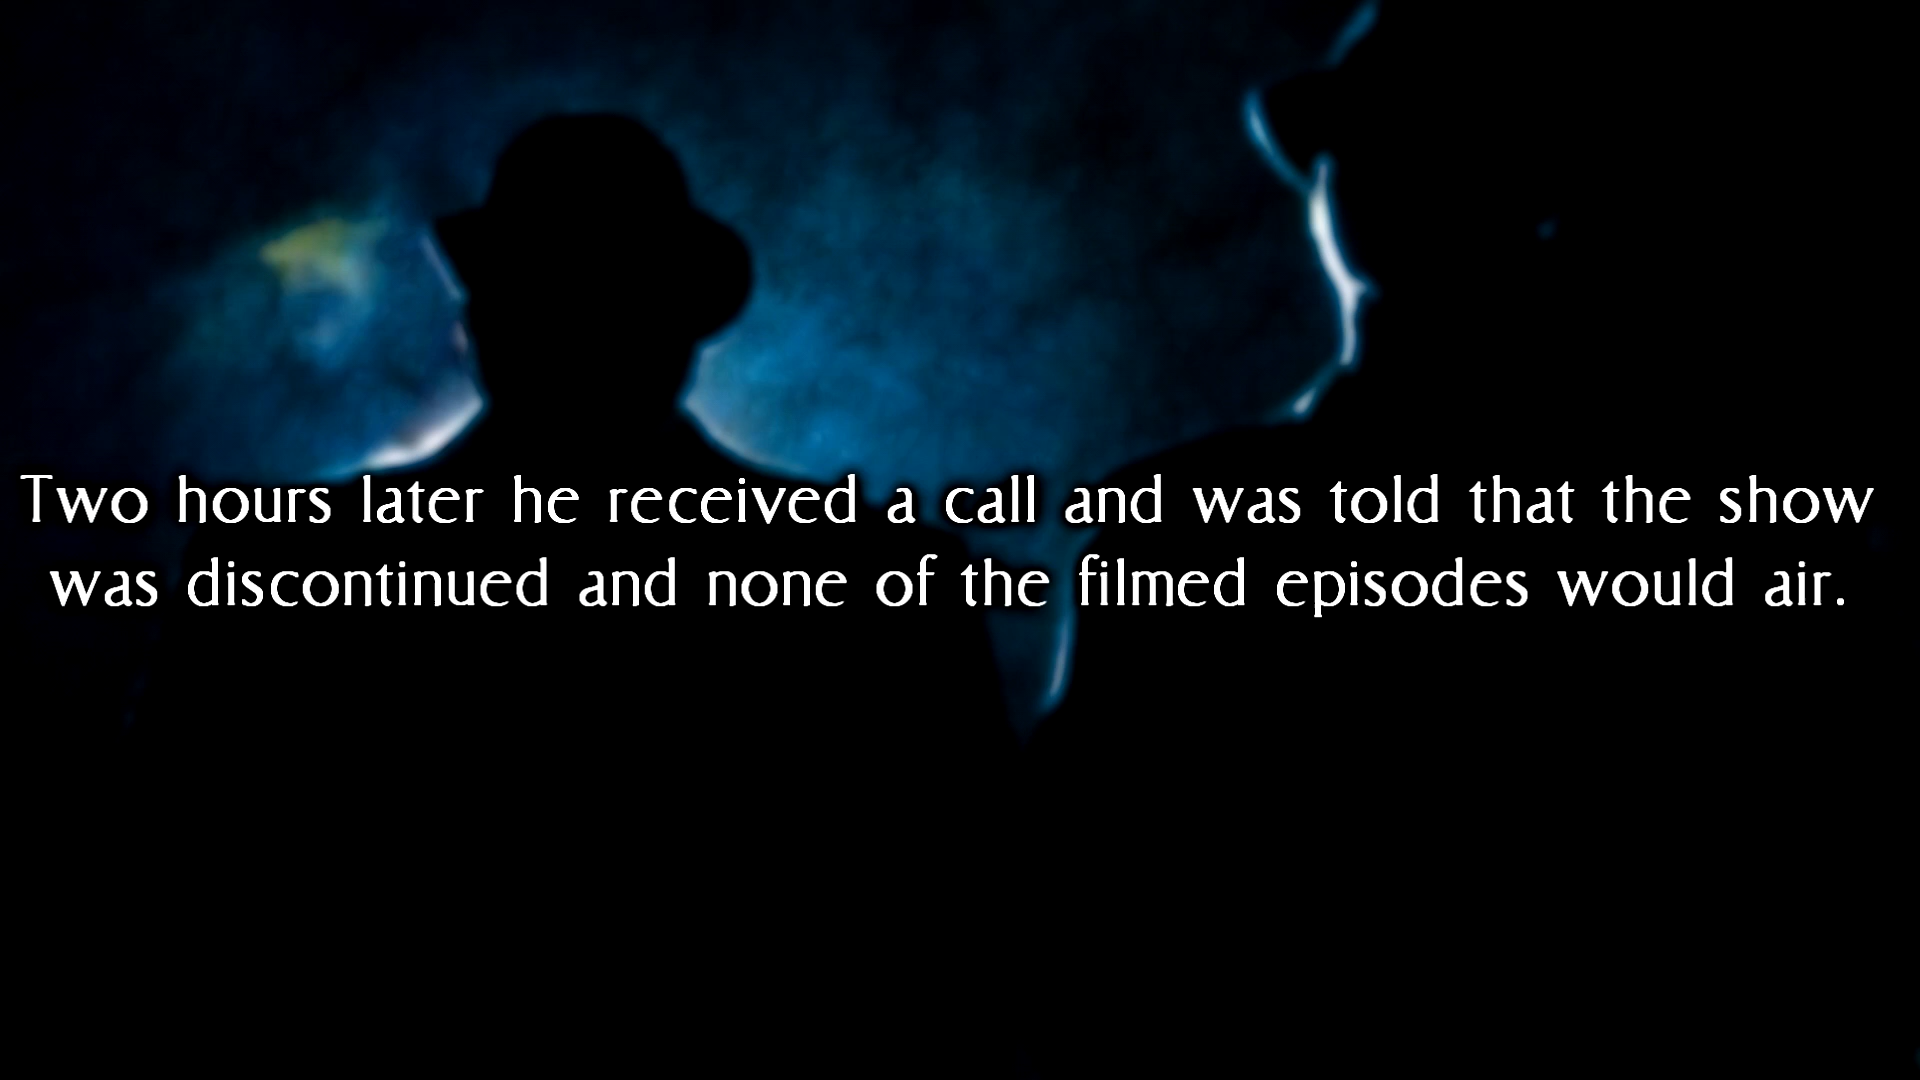 Two hours later he received a call and was told that the show
was discontinued and none of the filmed episodes would air.